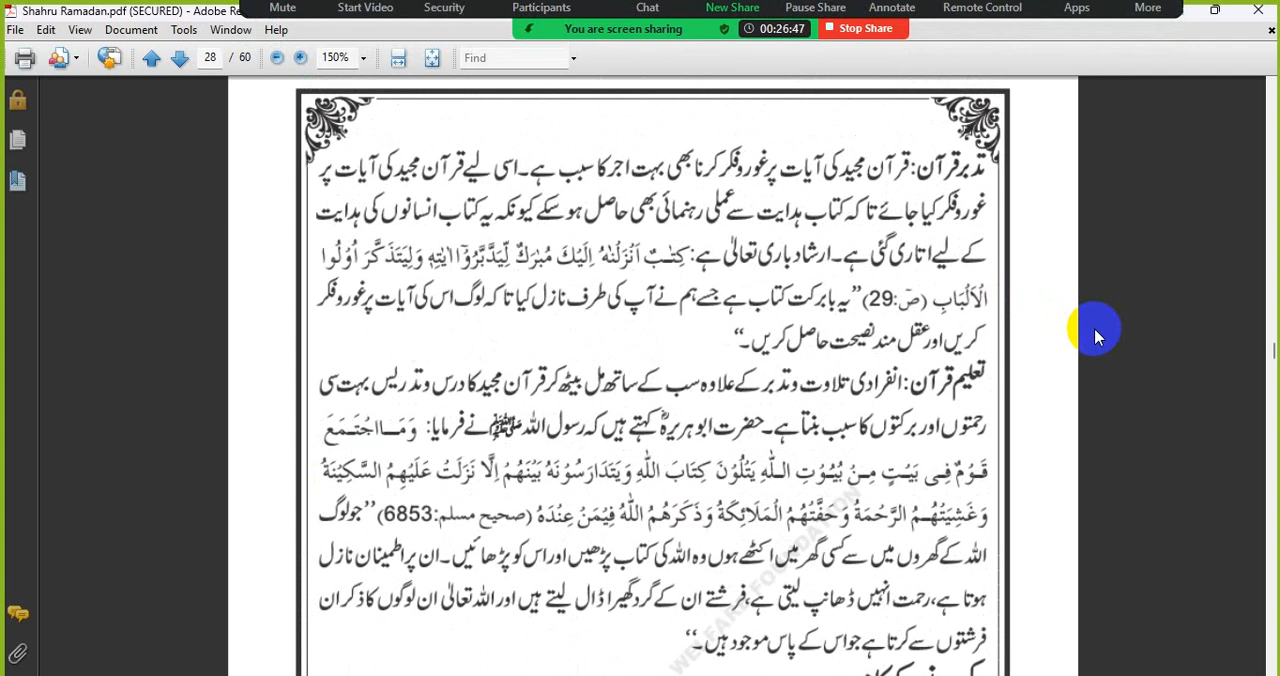 Shahru Ramadan.pdf (SECURED) - Adobe Re
Mute Start Video Security Participants Chat New Share Pause Share Annotate Remote Control Apps More
File Edit View Document Tools Window Help
You are screen sharing 00:26:47 Stop Share
28 / 60 150% Find
تدبر قرآن: قرآن مجید کی آیات پر غور و فکر کرنا بھی بہت اجر کا سبب ہے۔ اسی لیے قرآن مجید کی آیات پر
غور و فکر کیا جائے تا کہ کتاب ہدایت سے عملی رہنمائی بھی حاصل ہو سکے کیونکہ یہ کتاب انسانوں کی ہدایت
کے لیے اتاری گئی ہے۔ ارشاد باری تعالیٰ ہے: كِتٰبٌ اَنْزَلْنٰهُ اِلَيْكَ مُبٰرَكٌ لِّيَدَّبَّرُوْٓا اٰيٰتِهٖ وَلِيَتَذَكَّرَ اُولُوا
الْاَلْبَابِ (صٓ:29) ”یہ بابرکت کتاب ہے جسے ہم نے آپ کی طرف نازل کیا تا کہ لوگ اس کی آیات پر غور و فکر
کریں اور عقل مند نصیحت حاصل کریں۔“
تعلیم قرآن: انفرادی تلاوت و تدبر کے علاوہ سب کے ساتھ مل بیٹھ کر قرآن مجید کا درس و تدریس بہت سی
رحمتوں اور برکتوں کا سبب بنتا ہے۔ حضرت ابو ہریرہؓ کہتے ہیں کہ رسول اللہ ﷺ نے فرمایا: وَمَا اجْتَمَعَ
قَوْمٌ فِى بَيْتٍ مِنْ بُيُوْتِ اللّٰهِ يَتْلُوْنَ كِتَابَ اللّٰهِ وَيَتَدَارَسُوْنَهُ بَيْنَهُمْ اِلَّا نَزَلَتْ عَلَيْهِمُ السَّكِيْنَةُ
وَغَشِيَتْهُمُ الرَّحْمَةُ وَحَفَّتْهُمُ الْمَلَائِكَةُ وَذَكَرَهُمُ اللّٰهُ فِيْمَنْ عِنْدَهُ (صحیح مسلم:6853) ”جو لوگ
اللہ کے گھروں میں سے کسی گھر میں اکٹھے ہوں وہ اللہ کی کتاب پڑھیں اور اس کو پڑھائیں۔ ان پر اطمینان نازل
ہوتا ہے، رحمت انہیں ڈھانپ لیتی ہے، فرشتے ان کے گرد گھیرا ڈال لیتے ہیں اور اللہ تعالیٰ ان لوگوں کا ذکر ان
فرشتوں سے کرتا ہے جو اس کے پاس موجود ہیں۔“
WELFARE FOUNDATION